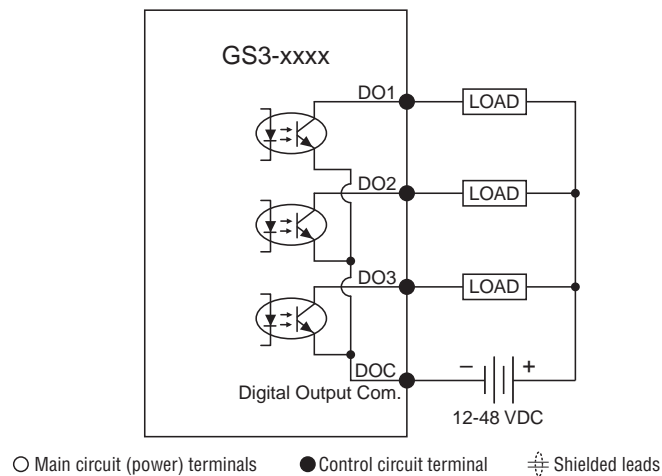 GS3-xxxx
DO1
LOAD
DO2
LOAD
DO3
LOAD
DOC
Digital Output Com.
− +
12-48 VDC
Main circuit (power) terminals
Control circuit terminal
Shielded leads